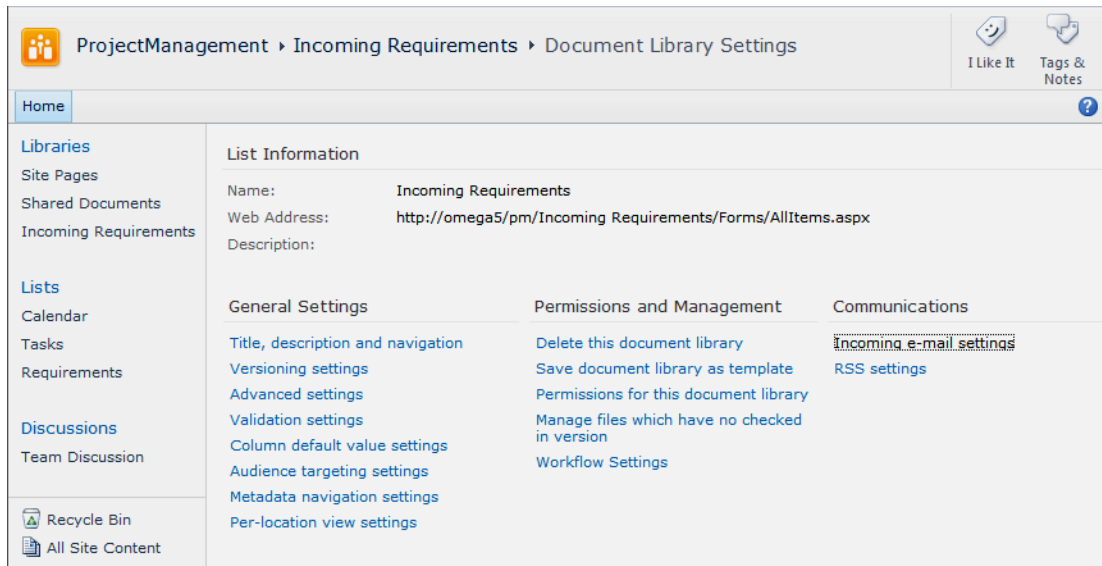 ProjectManagement ▸ Incoming Requirements ▸ Document Library Settings
I Like It
Tags &
Notes
Home
Libraries
Site Pages
Shared Documents
Incoming Requirements
Lists
Calendar
Tasks
Requirements
Discussions
Team Discussion
Recycle Bin
All Site Content
List Information
Name: Incoming Requirements
Web Address: http://omega5/pm/Incoming Requirements/Forms/AllItems.aspx
Description:
General Settings
Title, description and navigation
Versioning settings
Advanced settings
Validation settings
Column default value settings
Audience targeting settings
Metadata navigation settings
Per-location view settings
Permissions and Management
Delete this document library
Save document library as template
Permissions for this document library
Manage files which have no checked
in version
Workflow Settings
Communications
Incoming e-mail settings
RSS settings